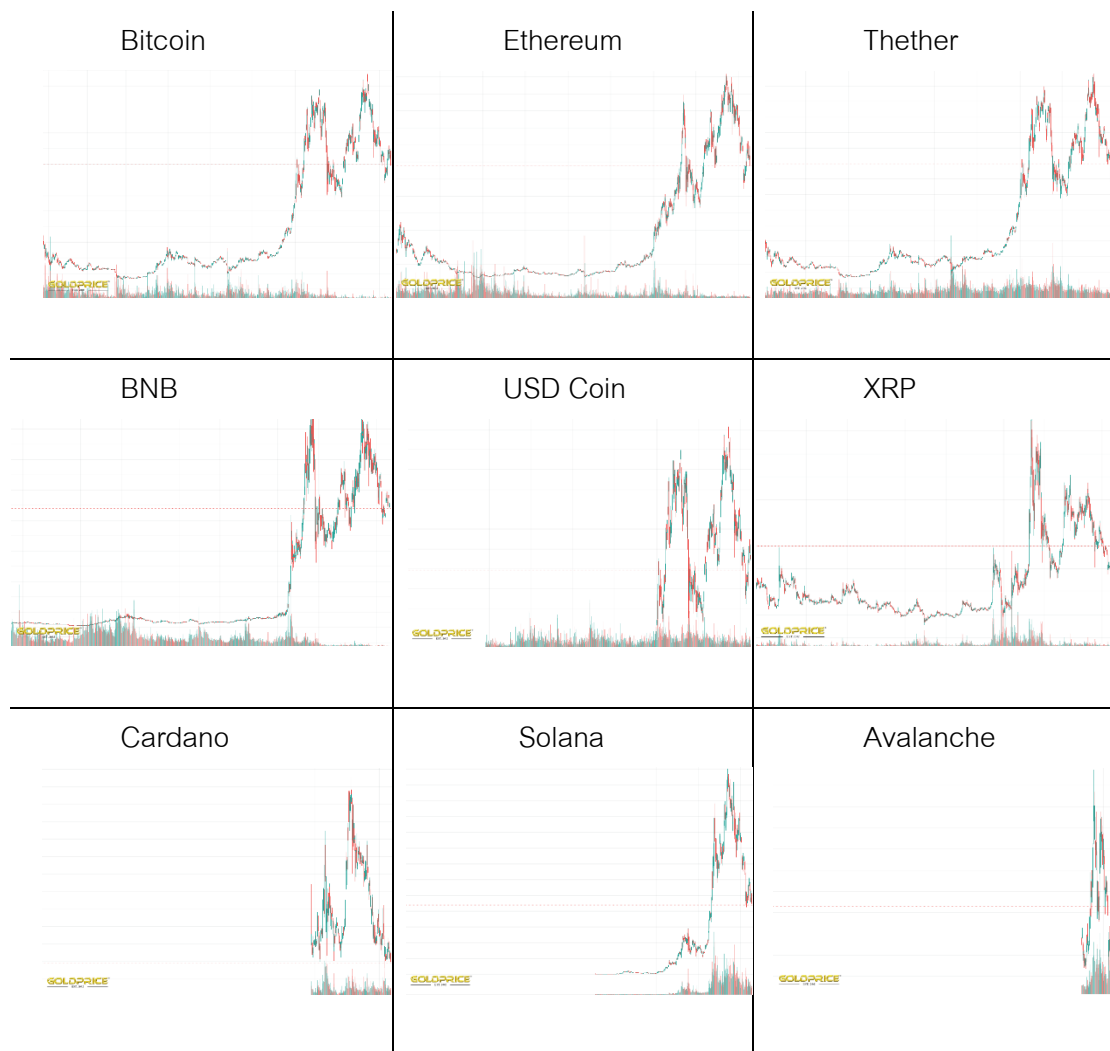 Bitcoin
Ethereum
Thether
GOLDPRICE
GOLDPRICE
GOLDPRICE
BNB
USD Coin
XRP
GOLDPRICE
GOLDPRICE
GOLDPRICE
Cardano
Solana
Avalanche
GOLDPRICE
GOLDPRICE
GOLDPRICE